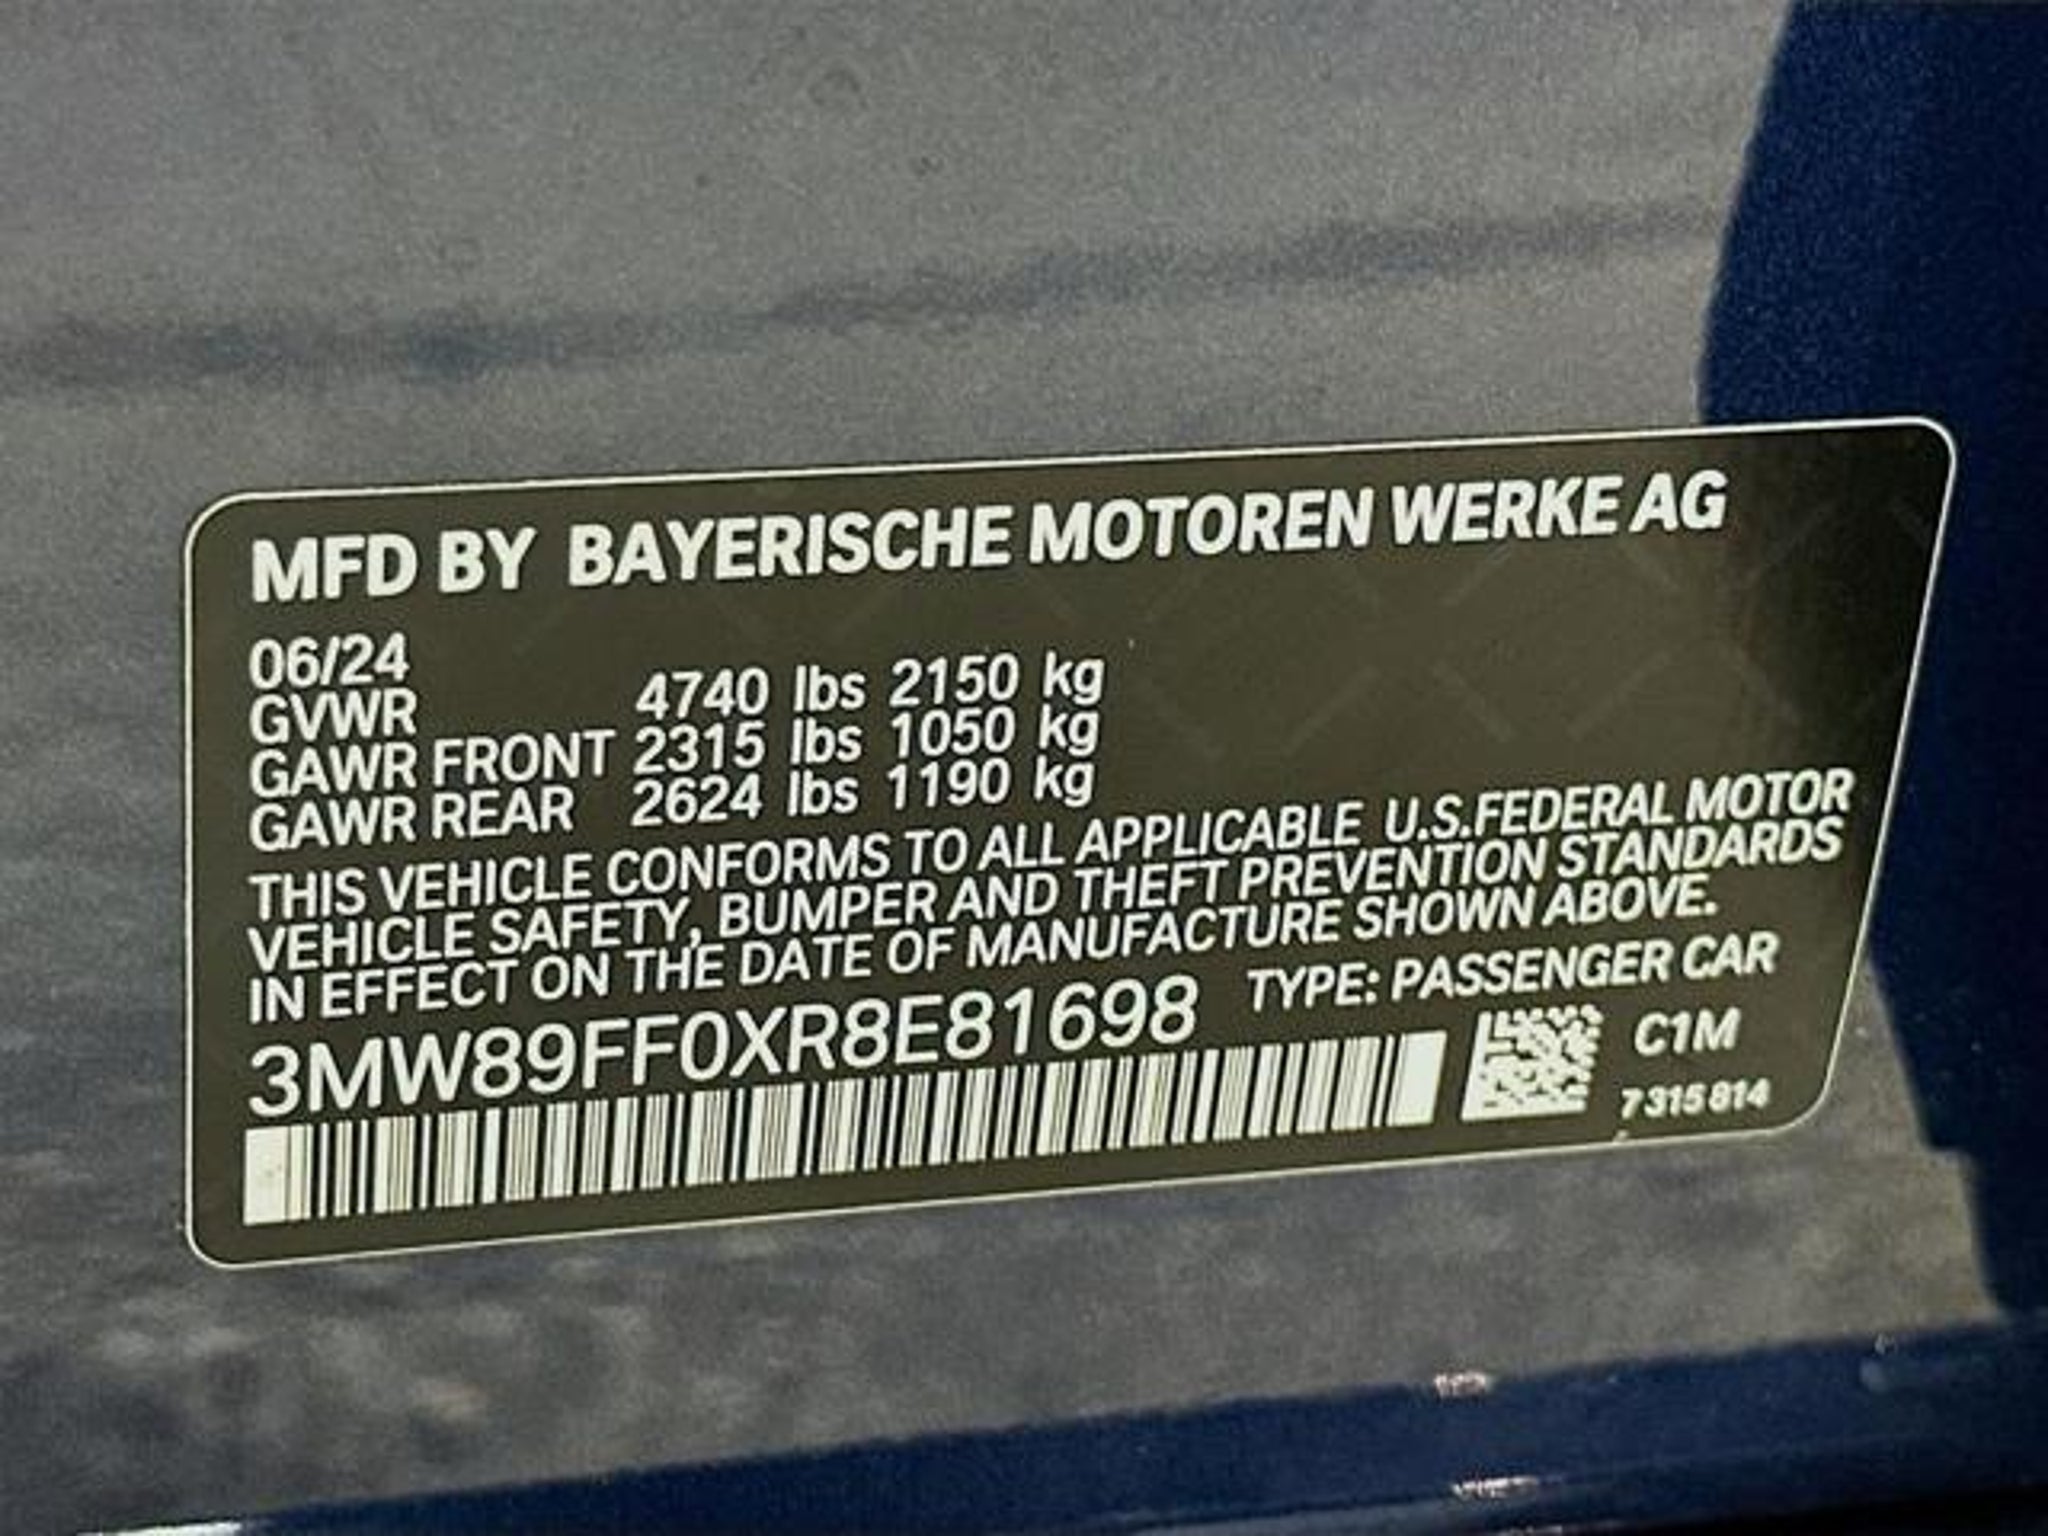 MFD BY BAYERISCHE MOTOREN WERKE AG
06/24
GVWR 4740 lbs 2150 kg
GAWR FRONT 2315 lbs 1050 kg
GAWR REAR 2624 lbs 1190 kg
THIS VEHICLE CONFORMS TO ALL APPLICABLE U.S.FEDERAL MOTOR
VEHICLE SAFETY, BUMPER AND THEFT PREVENTION STANDARDS
IN EFFECT ON THE DATE OF MANUFACTURE SHOWN ABOVE.
3MW89FF0XR8E81698 TYPE: PASSENGER CAR
C1M
7315814